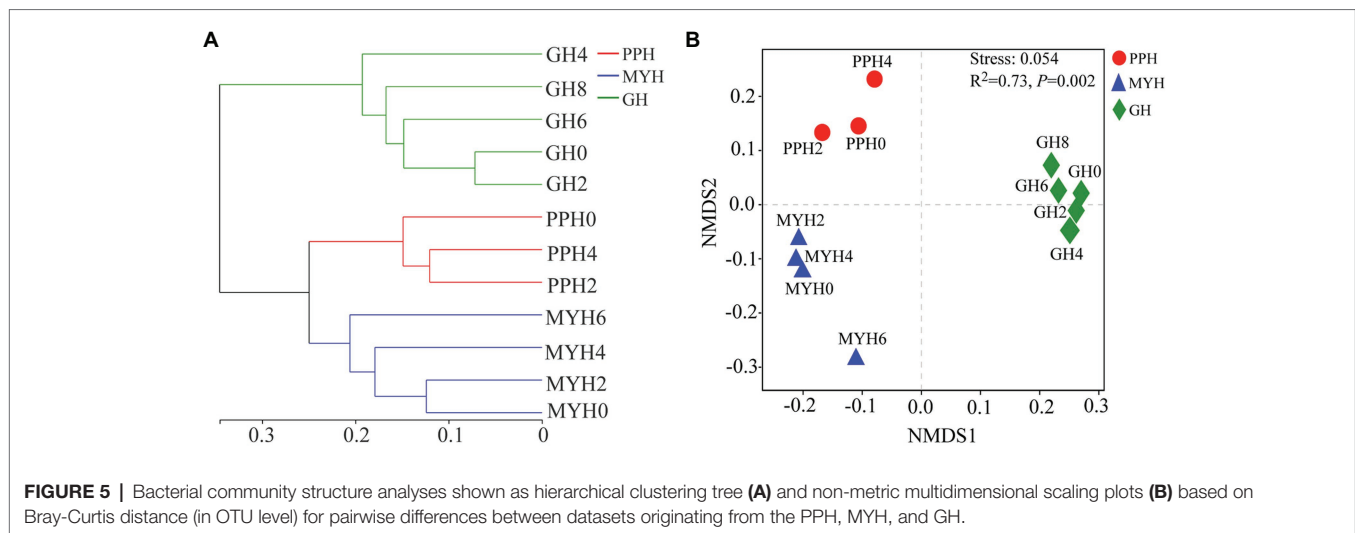 A
GH4
GH8
GH6
GH0
GH2
PPH0
PPH4
PPH2
MYH6
MYH4
MYH2
MYH0
PPH
MYH
GH
0.3 0.2 0.1 0
B
Stress: 0.054
R²=0.73, P=0.002
PPH
MYH
GH
PPH4
PPH2
PPH0
GH8
GH0
GH6
GH2
GH4
MYH2
MYH4
MYH0
MYH6
NMDS2
0.2
0.1
0.0
-0.1
-0.2
-0.3
-0.2 -0.1 0.0 0.1 0.2 0.3
NMDS1
FIGURE 5 | Bacterial community structure analyses shown as hierarchical clustering tree (A) and non-metric multidimensional scaling plots (B) based on
Bray-Curtis distance (in OTU level) for pairwise differences between datasets originating from the PPH, MYH, and GH.